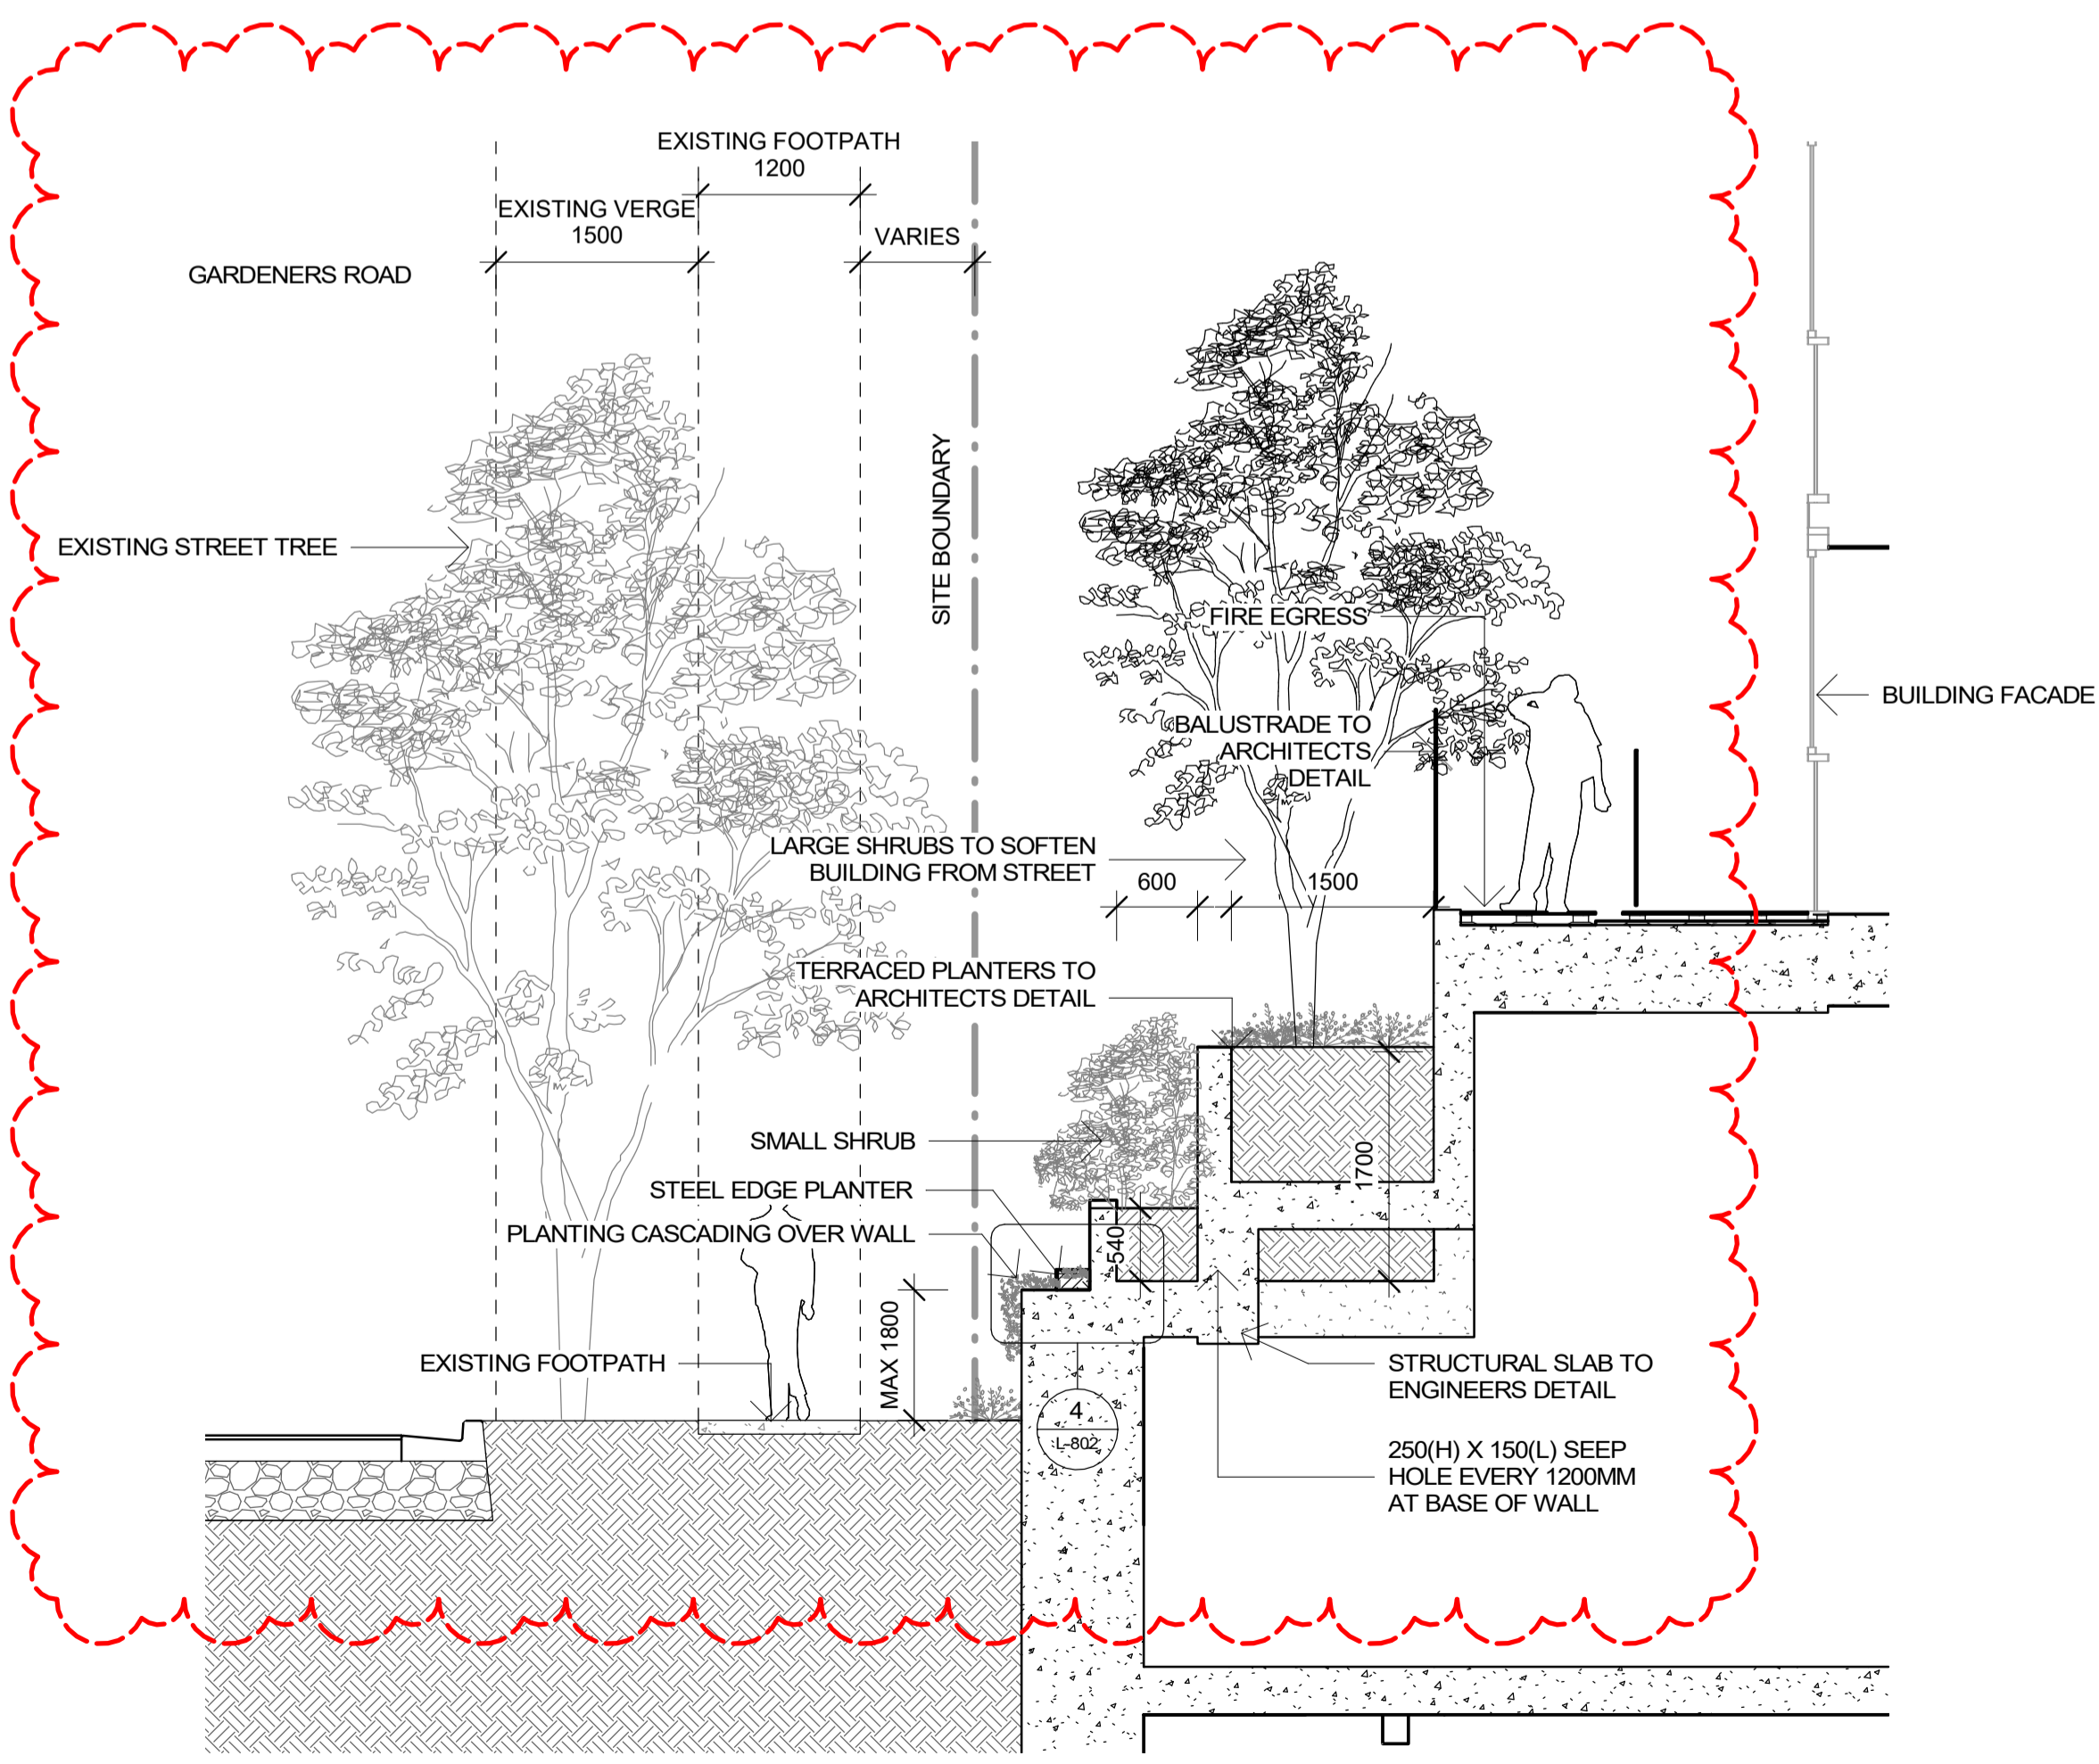 EXISTING FOOTPATH
1200
EXISTING VERGE
1500
VARIES
GARDENERS ROAD
SITE BOUNDARY
EXISTING STREET TREE
FIRE EGRESS
BUILDING FACADE
BALUSTRADE TO
ARCHITECTS
DETAIL
LARGE SHRUBS TO SOFTEN
BUILDING FROM STREET
600
1500
TERRACED PLANTERS TO
ARCHITECTS DETAIL
SMALL SHRUB
1700
STEEL EDGE PLANTER
PLANTING CASCADING OVER WALL
540
MAX 1800
EXISTING FOOTPATH
STRUCTURAL SLAB TO
ENGINEERS DETAIL
4
L-802
250(H) X 150(L) SEEP
HOLE EVERY 1200MM
AT BASE OF WALL